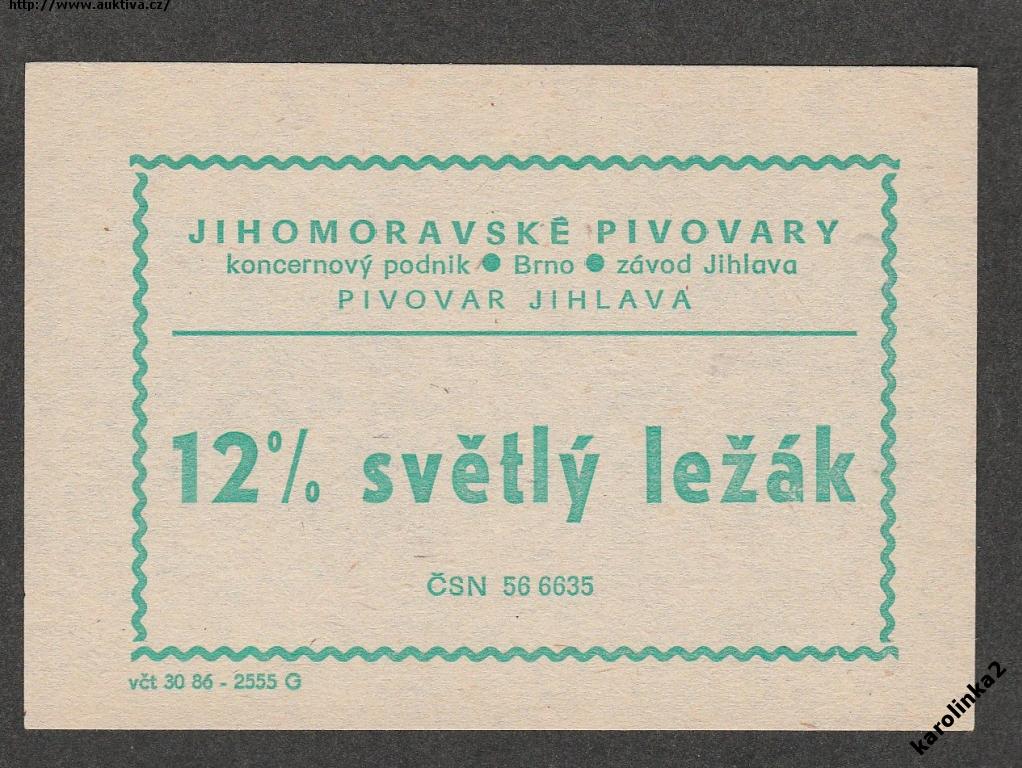 http://www.auktiva.cz/
JIHOMORAVSKÉ PIVOVARY
koncernový podnik ● Brno ● závod Jihlava
PIVOVAR JIHLAVA
12% světlý ležák
ČSN 56 6635
včt 30 86 - 2555 G
karolinka2